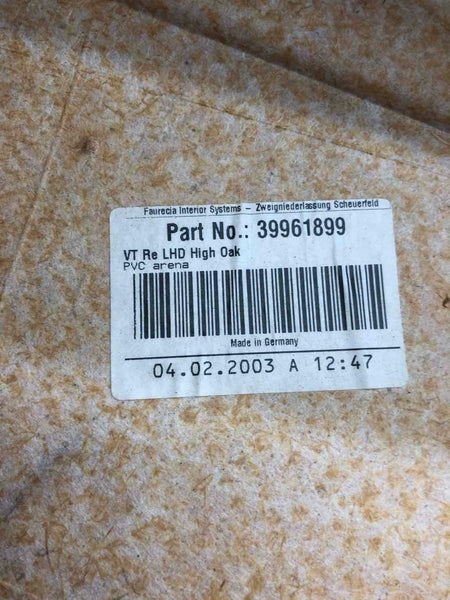 Faurecia Interior Systems - Zweigniederlassung Scheuerfeld
Part No.: 39961899
VT Re LHD High Oak
PVC arena
Made in Germany
04.02.2003 A 12:47